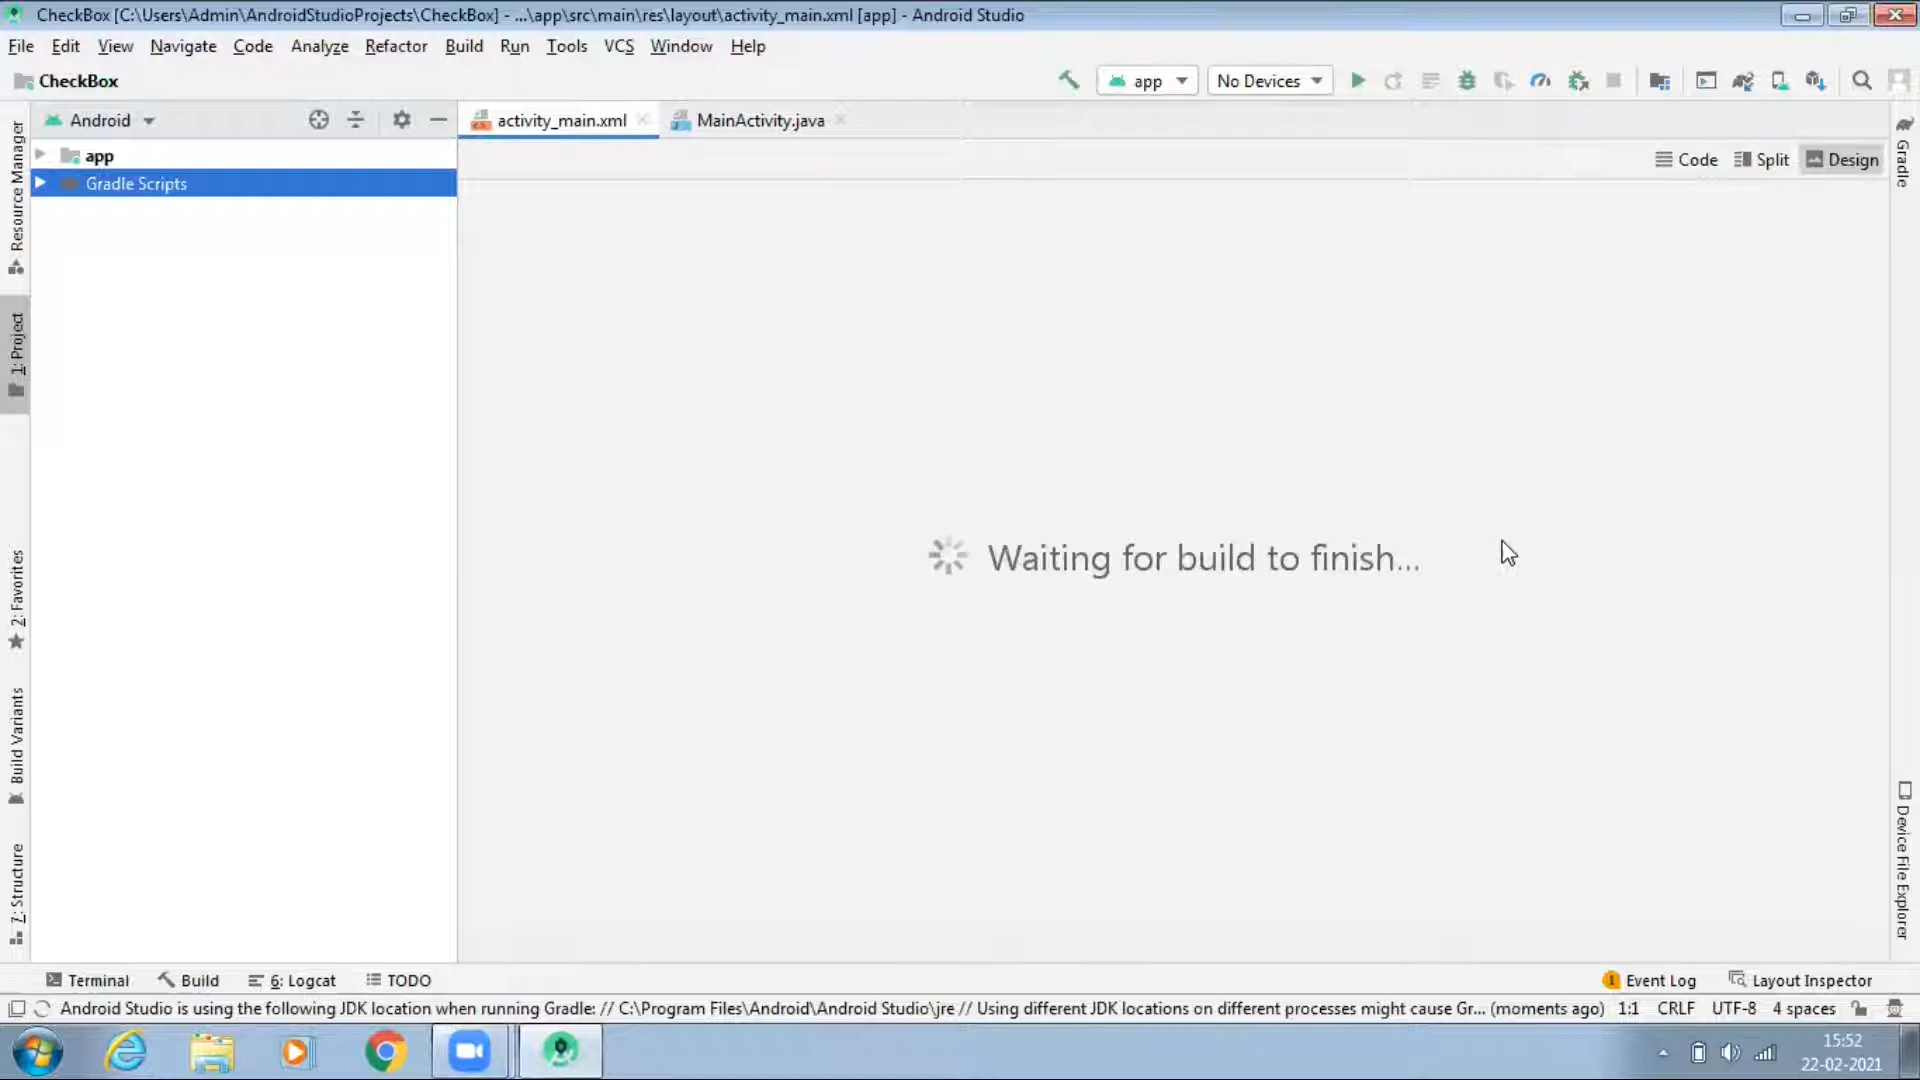 CheckBox [C:\Users\Admin\AndroidStudioProjects\CheckBox] - ...\app\src\main\res\layout\activity_main.xml [app] - Android Studio
File Edit View Navigate Code Analyze Refactor Build Run Tools VCS Window Help
CheckBox
app
No Devices
Android
activity_main.xml
MainActivity.java
Code
Split
Design
app
Gradle Scripts
Resource Manager
1: Project
2: Favorites
Build Variants
7: Structure
Gradle
Device File Explorer
Waiting for build to finish...
Terminal
Build
6: Logcat
TODO
1 Event Log
Layout Inspector
Android Studio is using the following JDK location when running Gradle: // C:\Program Files\Android\Android Studio\jre // Using different JDK locations on different processes might cause Gr... (moments ago)
1:1 CRLF UTF-8 4 spaces
15:52
22-02-2021